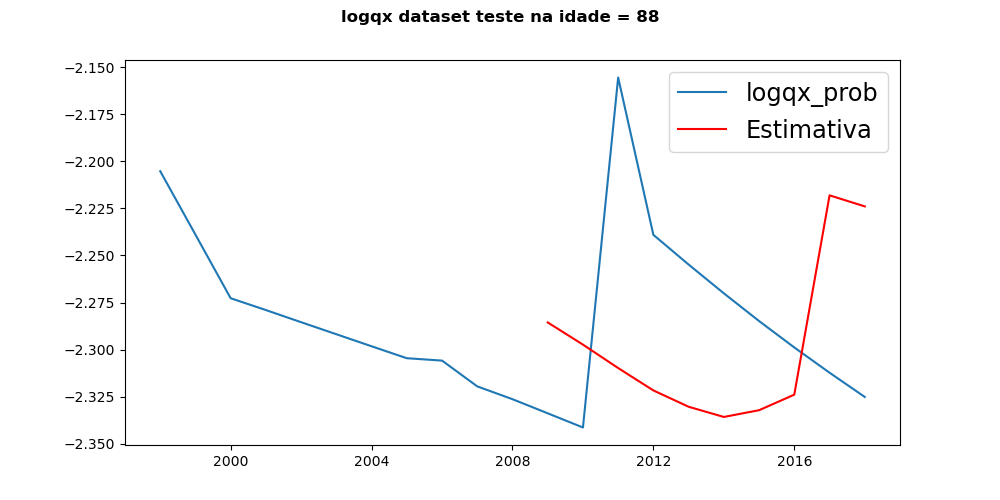 logqx dataset teste na idade = 88
logqx_prob
Estimativa
−2.150
−2.175
−2.200
−2.225
−2.250
−2.275
−2.300
−2.325
−2.350
2000 2004 2008 2012 2016